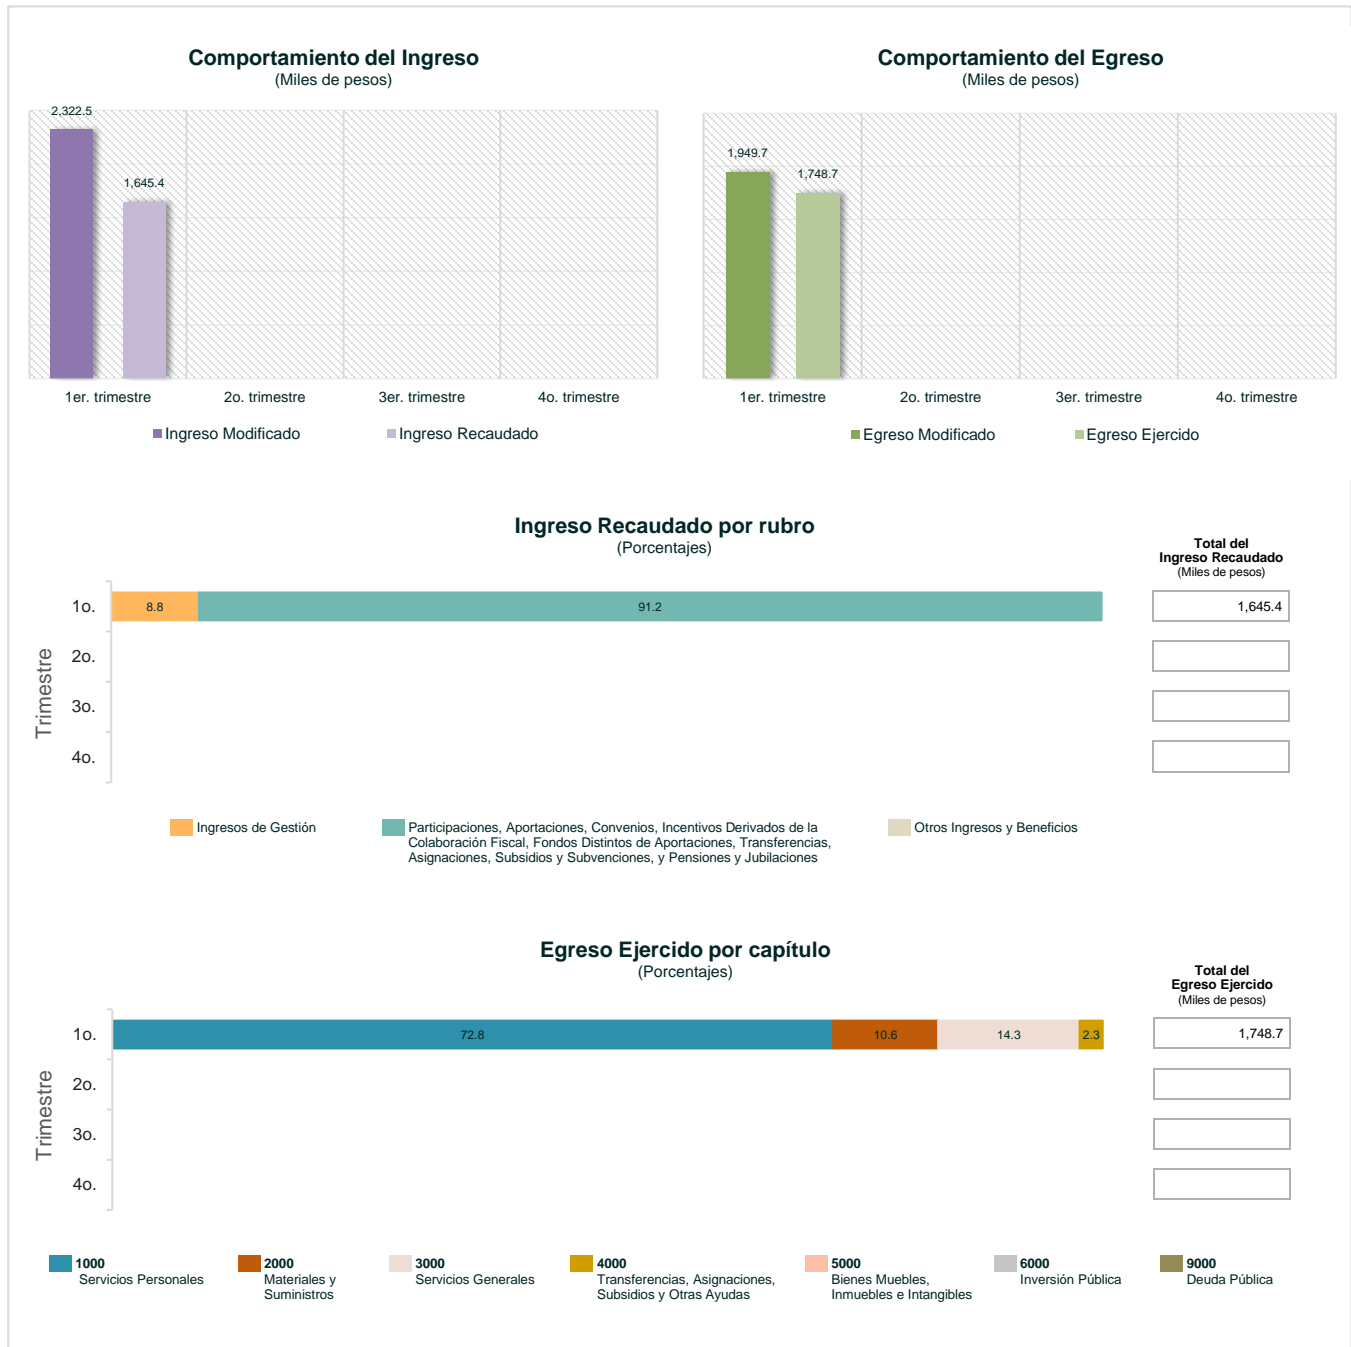 Comportamiento del Ingreso
(Miles de pesos)
2,322.5
1,645.4
1er. trimestre
2o. trimestre
3er. trimestre
4o. trimestre
Ingreso Modificado
Ingreso Recaudado
Comportamiento del Egreso
(Miles de pesos)
1,949.7
1,748.7
1er. trimestre
2o. trimestre
3er. trimestre
4o. trimestre
Egreso Modificado
Egreso Ejercido
Ingreso Recaudado por rubro
(Porcentajes)
Total del
Ingreso Recaudado
(Miles de pesos)
Trimestre
1o.
8.8
91.2
1,645.4
2o.
3o.
4o.
Ingresos de Gestión
Participaciones, Aportaciones, Convenios, Incentivos Derivados de la
Colaboración Fiscal, Fondos Distintos de Aportaciones, Transferencias,
Asignaciones, Subsidios y Subvenciones, y Pensiones y Jubilaciones
Otros Ingresos y Beneficios
Egreso Ejercido por capítulo
(Porcentajes)
Total del
Egreso Ejercido
(Miles de pesos)
Trimestre
1o.
72.8
10.6
14.3
2.3
1,748.7
2o.
3o.
4o.
1000
Servicios Personales
2000
Materiales y
Suministros
3000
Servicios Generales
4000
Transferencias, Asignaciones,
Subsidios y Otras Ayudas
5000
Bienes Muebles,
Inmuebles e Intangibles
6000
Inversión Pública
9000
Deuda Pública